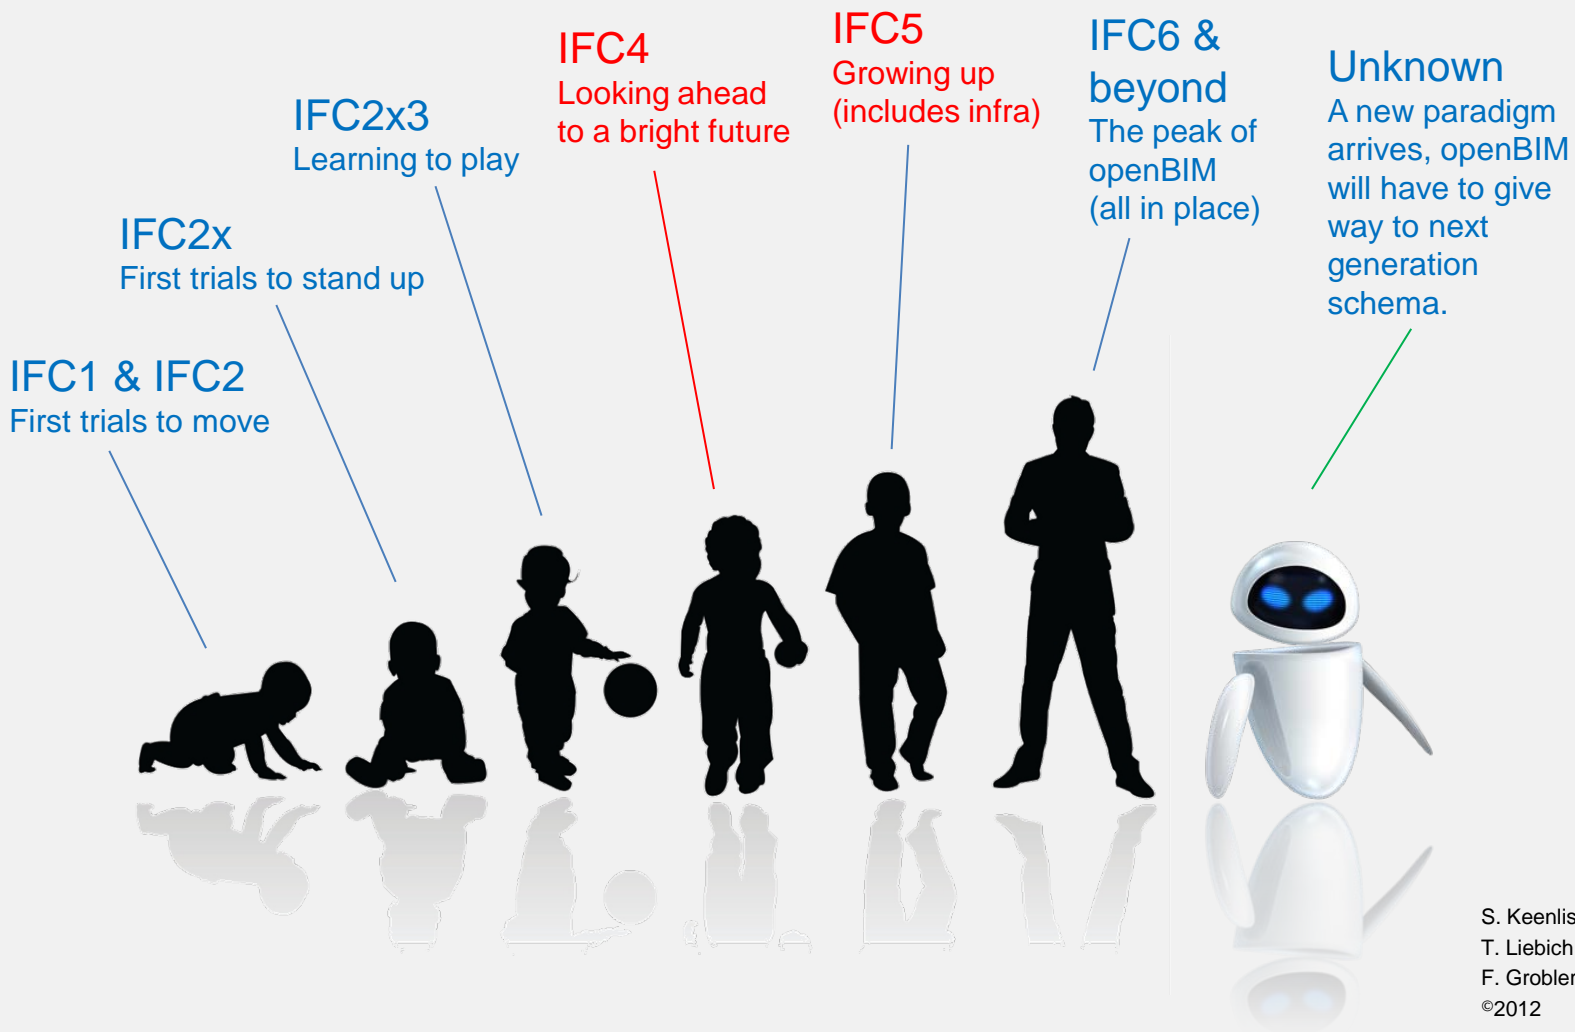 IFC1 & IFC2
First trials to move
IFC2x
First trials to stand up
IFC2x3
Learning to play
IFC4
Looking ahead
to a bright future
IFC5
Growing up
(includes infra)
IFC6 &
beyond
The peak of
openBIM
(all in place)
Unknown
A new paradigm
arrives, openBIM
will have to give
way to next
generation
schema.
S. Keenlis
T. Liebich
F. Grobler
©2012